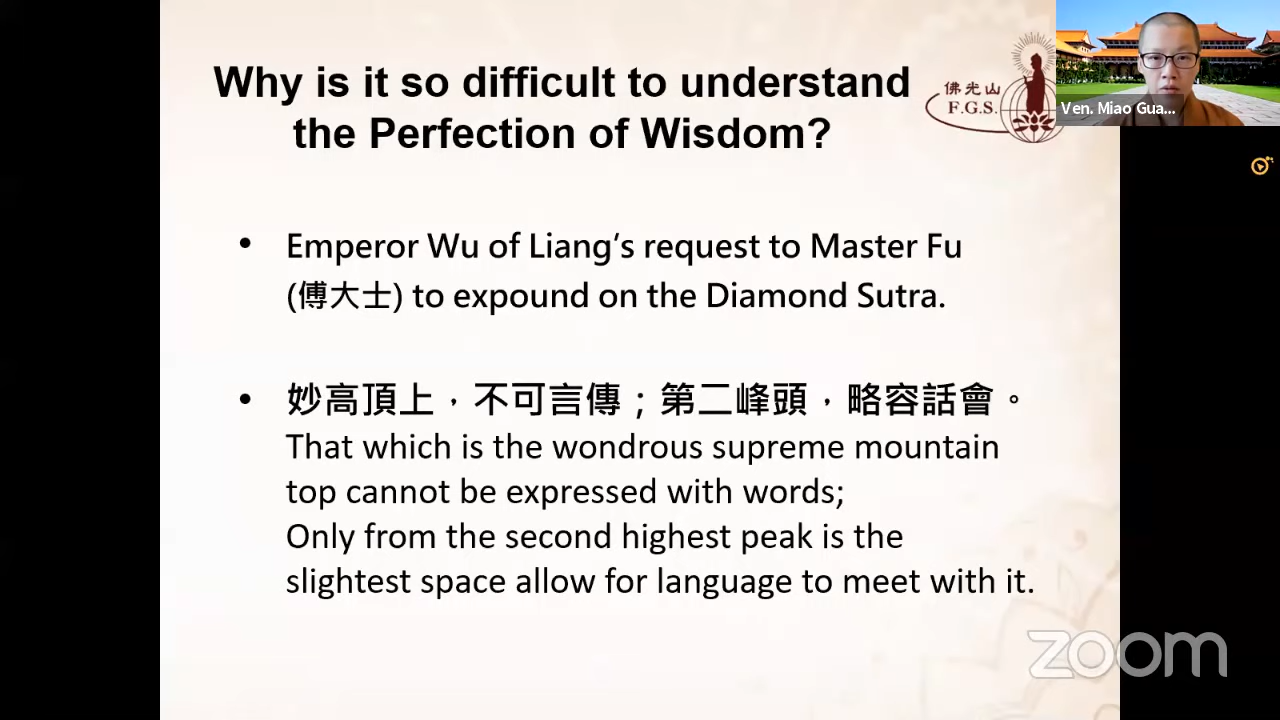 Why is it so difficult to understand
the Perfection of Wisdom?
佛光山
F.G.S.
Ven. Miao Gua...
• Emperor Wu of Liang’s request to Master Fu
(傅大士) to expound on the Diamond Sutra.
• 妙高頂上，不可言傳；第二峰頭，略容話會。
That which is the wondrous supreme mountain
top cannot be expressed with words;
Only from the second highest peak is the
slightest space allow for language to meet with it.
zoom